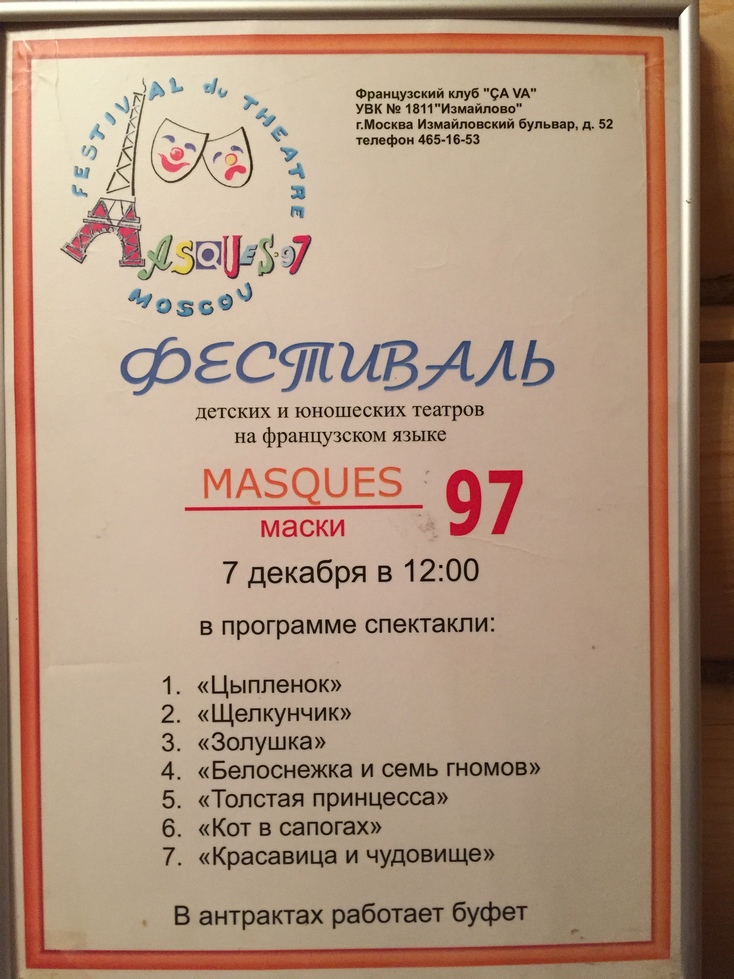 FESTIVAL du THEATRE
MASQUES·97
MOSCOU
Французский клуб "ÇA VA"
УВК № 1811"Измайлово"
г.Москва Измайловский бульвар, д. 52
телефон 465-16-53
ФЕСТИВАЛЬ
детских и юношеских театров
на французском языке
MASQUES 97
маски
7 декабря в 12:00
в программе спектакли:
1. «Цыпленок»
2. «Щелкунчик»
3. «Золушка»
4. «Белоснежка и семь гномов»
5. «Толстая принцесса»
6. «Кот в сапогах»
7. «Красавица и чудовище»
В антрактах работает буфет